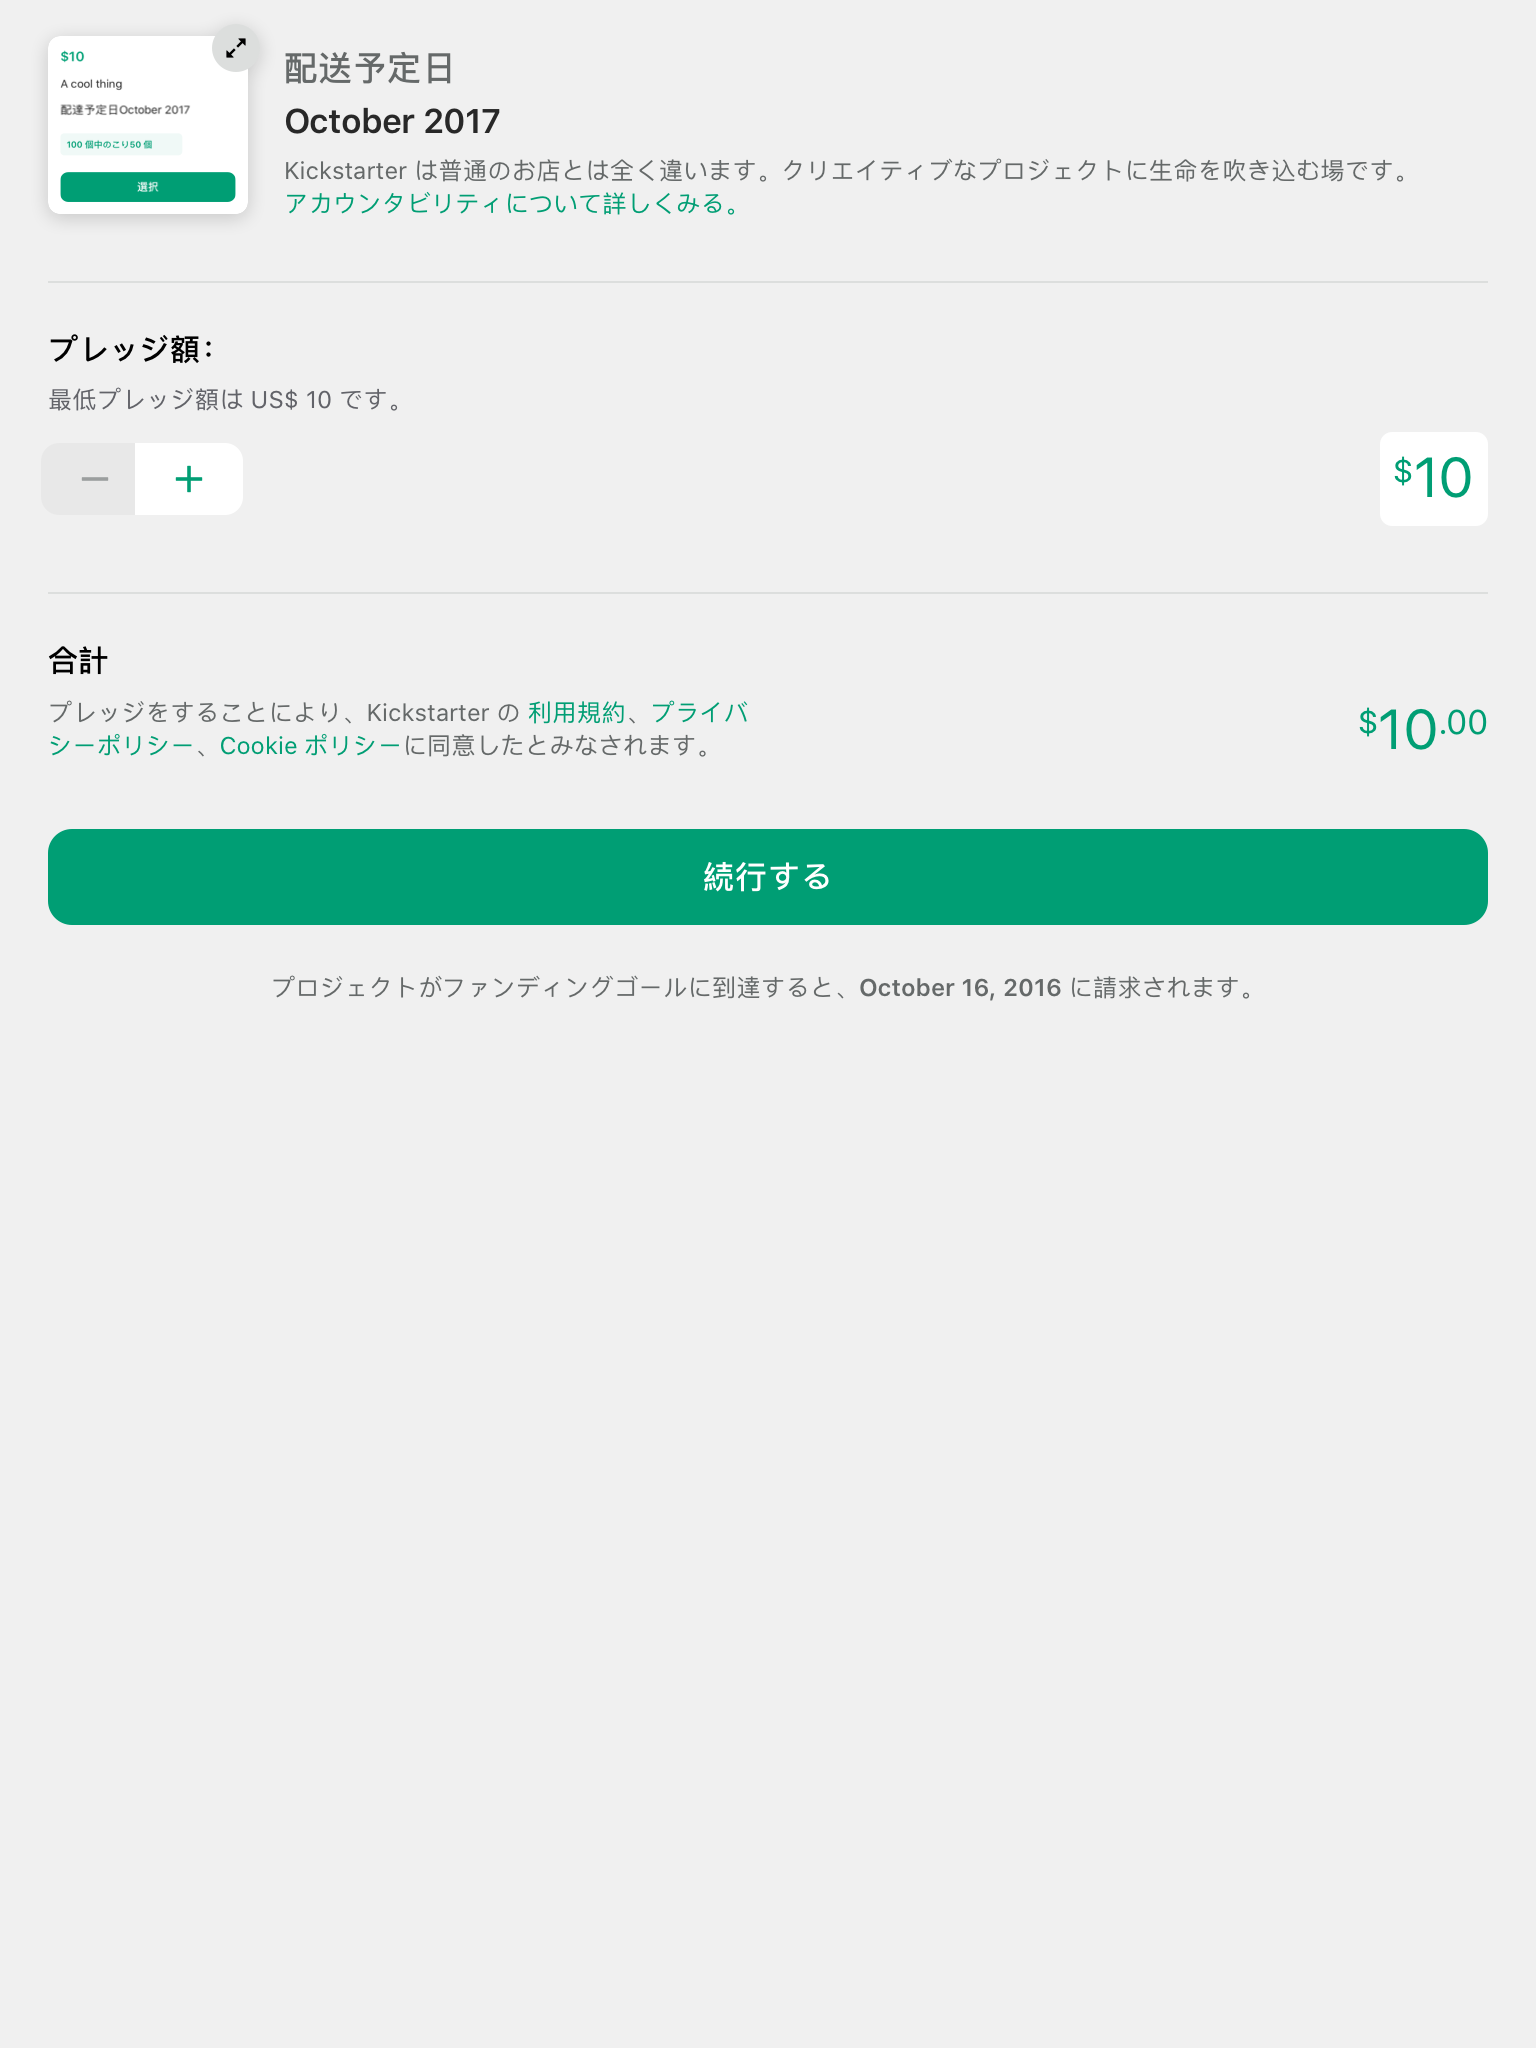 $10
A cool thing
配達予定日October 2017
100 個中のこり50 個
選択
配送予定日
October 2017
Kickstarter は普通のお店とは全く違います。クリエイティブなプロジェクトに生命を吹き込む場です。
アカウンタビリティについて詳しくみる。
プレッジ額：
最低プレッジ額は US$ 10 です。
$10
合計
プレッジをすることにより、Kickstarter の 利用規約、プライバ
シーポリシー、Cookie ポリシーに同意したとみなされます。
$10.00
続行する
プロジェクトがファンディングゴールに到達すると、October 16, 2016 に請求されます。